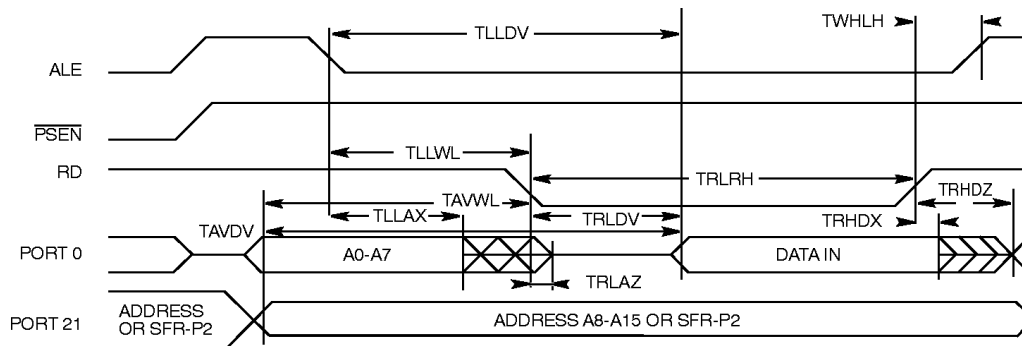 TLLDV
TWHLH
ALE
PSEN
TLLWL
RD
TRLRH
TAVWL
TRHDZ
TLLAX
TRLDV
TRHDX
TAVDV
PORT 0
A0-A7
DATA IN
TRLAZ
ADDRESS
OR SFR-P2
PORT 21
ADDRESS A8-A15 OR SFR-P2